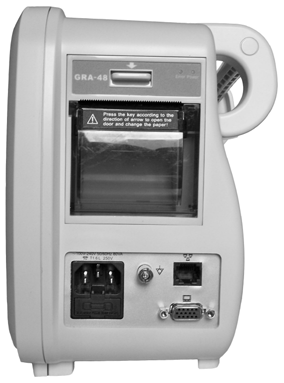 GRA-48
Press the key according to the
direction of arrow to open the
door and change the paper!